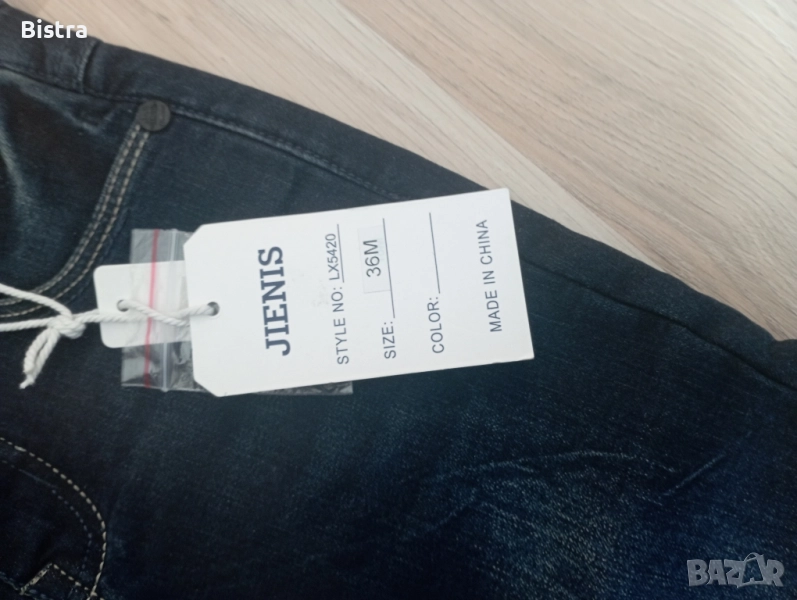 Bistra
JIENIS
STYLE NO: LX5420
SIZE: 36M
COLOR:
MADE IN CHINA
BAZAR